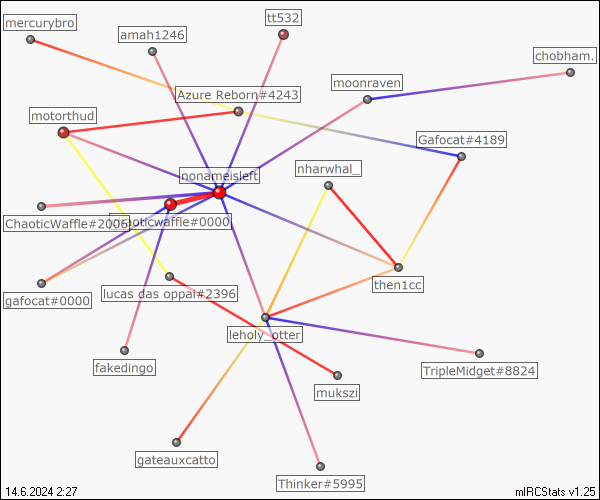 mercurybro
tt532
amah1246
chobham.
moonraven
Azure Reborn#4243
motorthud
Gafocat#4189
nharwhal_
nonameisleft
ChaoticWaffle#2006
chaoticwaffle#0000
then1cc
lucas das oppai#2396
gafocat#0000
leholy_otter
fakedingo
TripleMidget#8824
mukszi
gateauxcatto
Thinker#5995
14.6.2024 2:27
mIRCStats v1.25